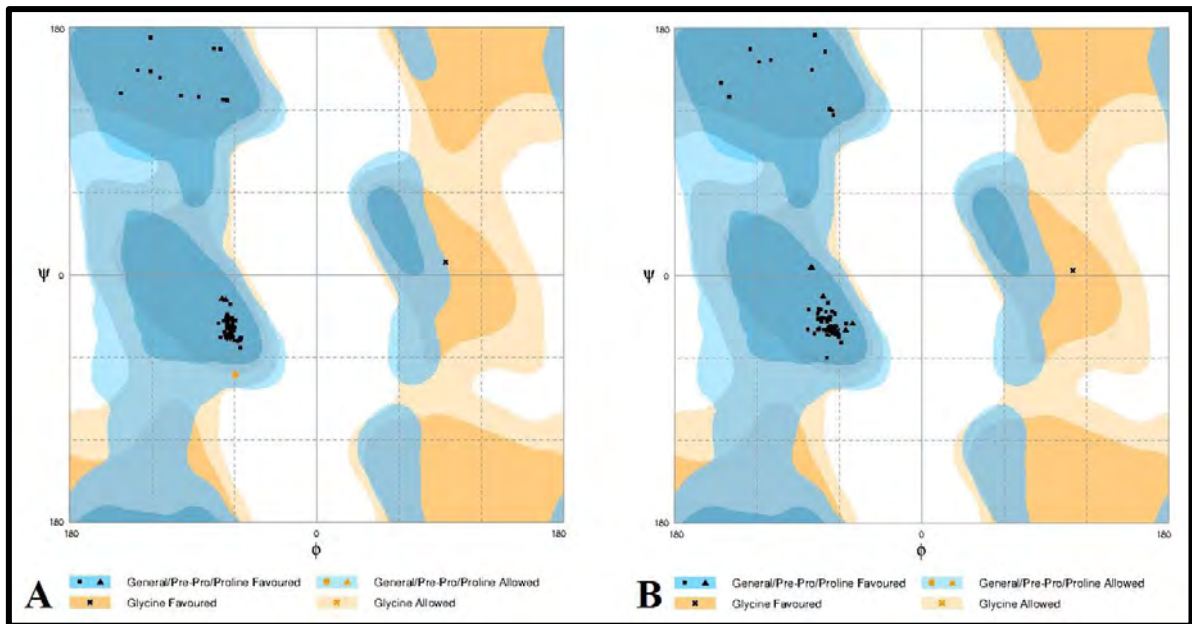 180
ψ 0
180
180 0 180
ϕ
General/Pre-Pro/Proline Favoured General/Pre-Pro/Proline Allowed
Glycine Favoured Glycine Allowed
A
180
ψ 0
180
180 0 180
ϕ
General/Pre-Pro/Proline Favoured General/Pre-Pro/Proline Allowed
Glycine Favoured Glycine Allowed
B